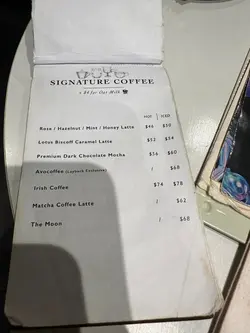 SIGNATURE COFFEE
+ $4 for Oat Milk
HOT / ICED
Rose / Hazelnut / Mint / Honey Latte $46 $50
Lotus Biscoff Caramel Latte $52 $54
Premium Dark Chocolate Mocha $56 $60
Avocoffee (Layback Exclusive) / $68
Irish Coffee $74 $78
Matcha Coffee Latte / $62
The Moon / $68